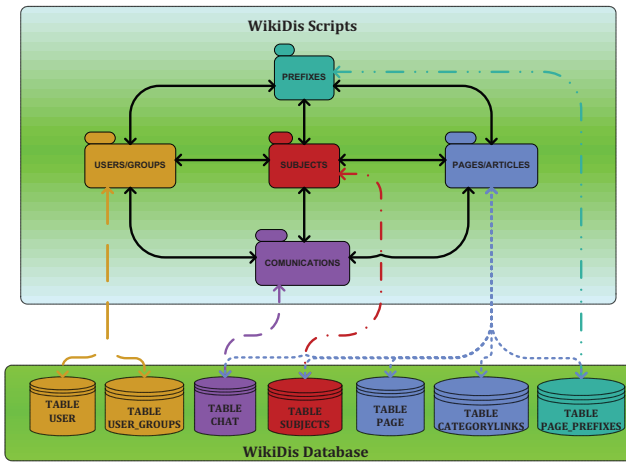 WikiDis Scripts
PREFIXES
USERS/GROUPS
SUBJECTS
PAGES/ARTICLES
COMUNICATIONS
TABLE
USER
TABLE
USER_GROUPS
TABLE
CHAT
TABLE
SUBJECTS
TABLE
PAGE
TABLE
CATEGORYLINKS
TABLE
PAGE_PREFIXES
WikiDis Database